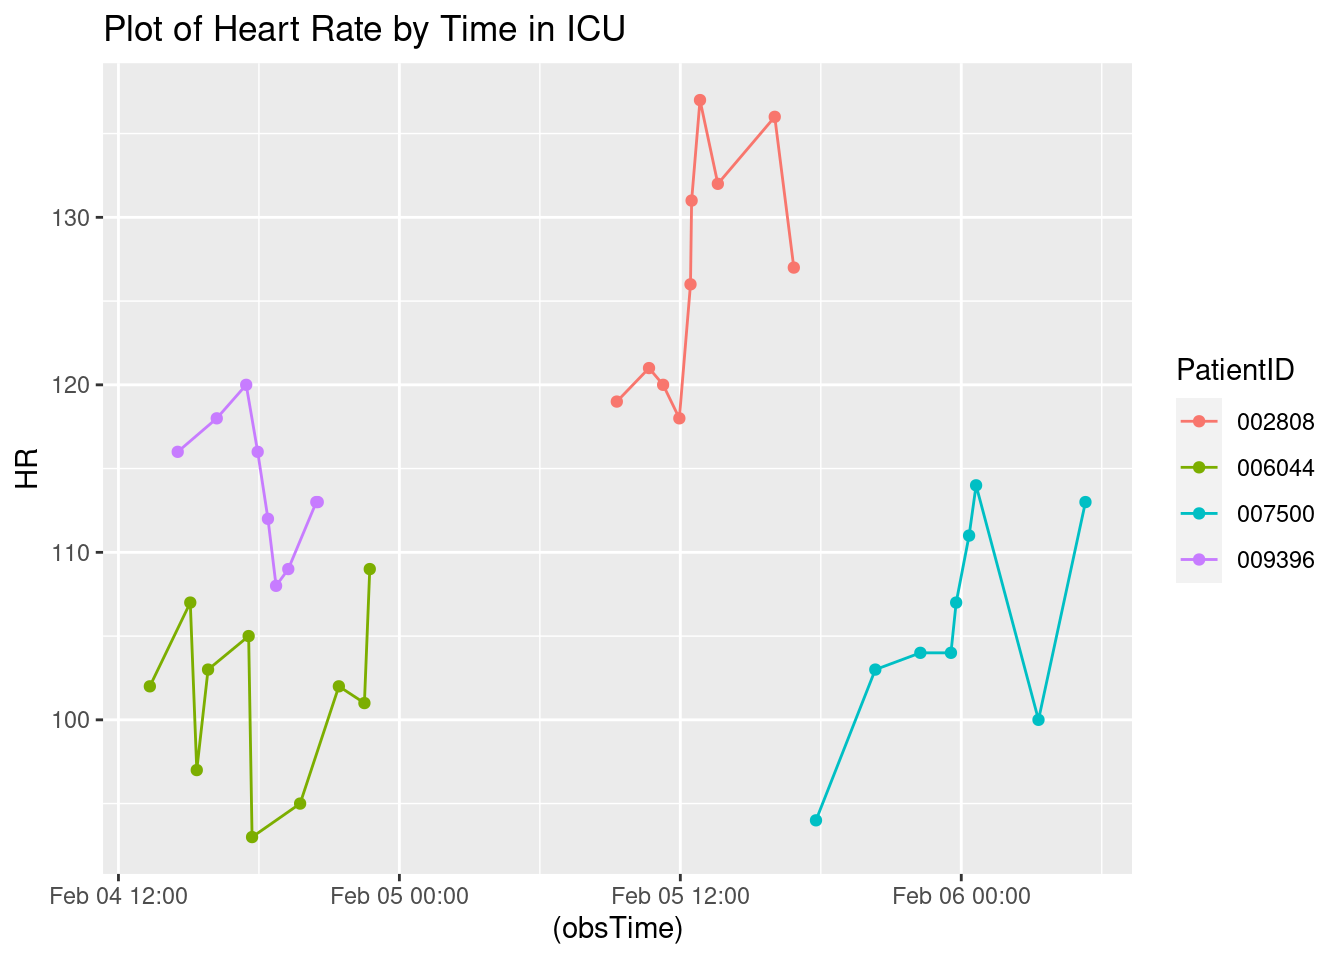 Plot of Heart Rate by Time in ICU
HR
130
120
110
100
Feb 04 12:00
Feb 05 00:00
Feb 05 12:00
Feb 06 00:00
(obsTime)
PatientID
002808
006044
007500
009396